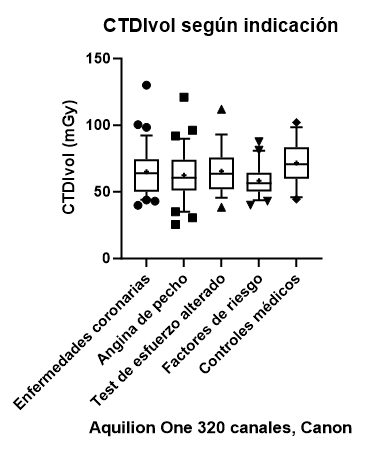 CTDIvol según indicación
CTDIvol (mGy)
150
100
50
0
Enfermedades coronarias
Angina de pecho
Test de esfuerzo alterado
Factores de riesgo
Controles médicos
Aquilion One 320 canales, Canon